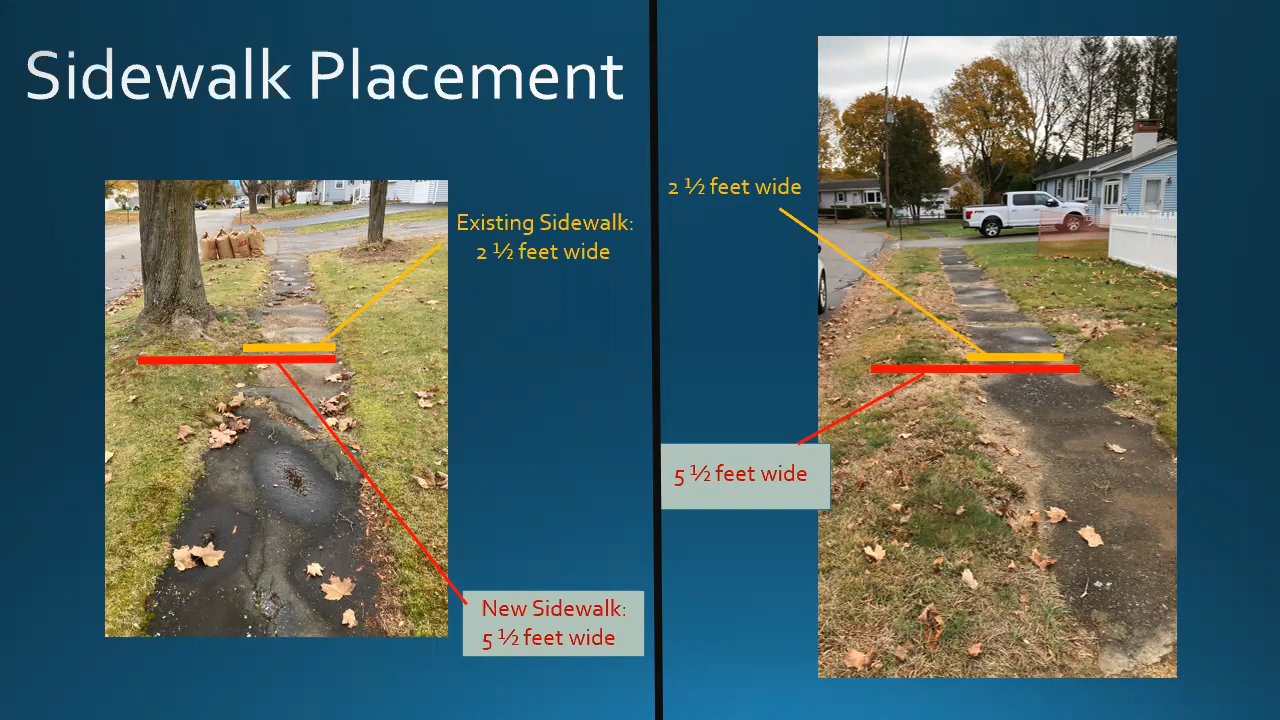 Sidewalk Placement
Existing Sidewalk:
2 ½ feet wide
New Sidewalk:
5 ½ feet wide
2 ½ feet wide
5 ½ feet wide